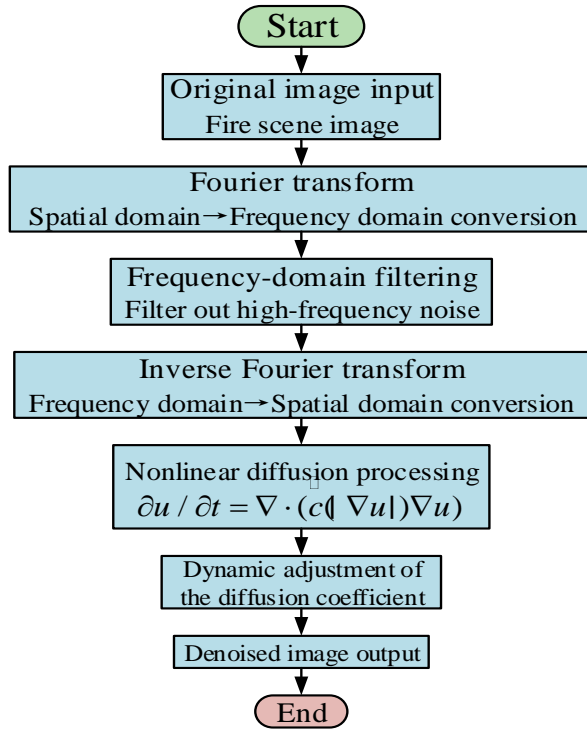 Start
Original image input
Fire scene image
Fourier transform
Spatial domain→Frequency domain conversion
Frequency-domain filtering
Filter out high-frequency noise
Inverse Fourier transform
Frequency domain→Spatial domain conversion
Nonlinear diffusion processing
∂u / ∂t = ∇ · (c(| ∇u |)∇u)
Dynamic adjustment of
the diffusion coefficient
Denoised image output
End